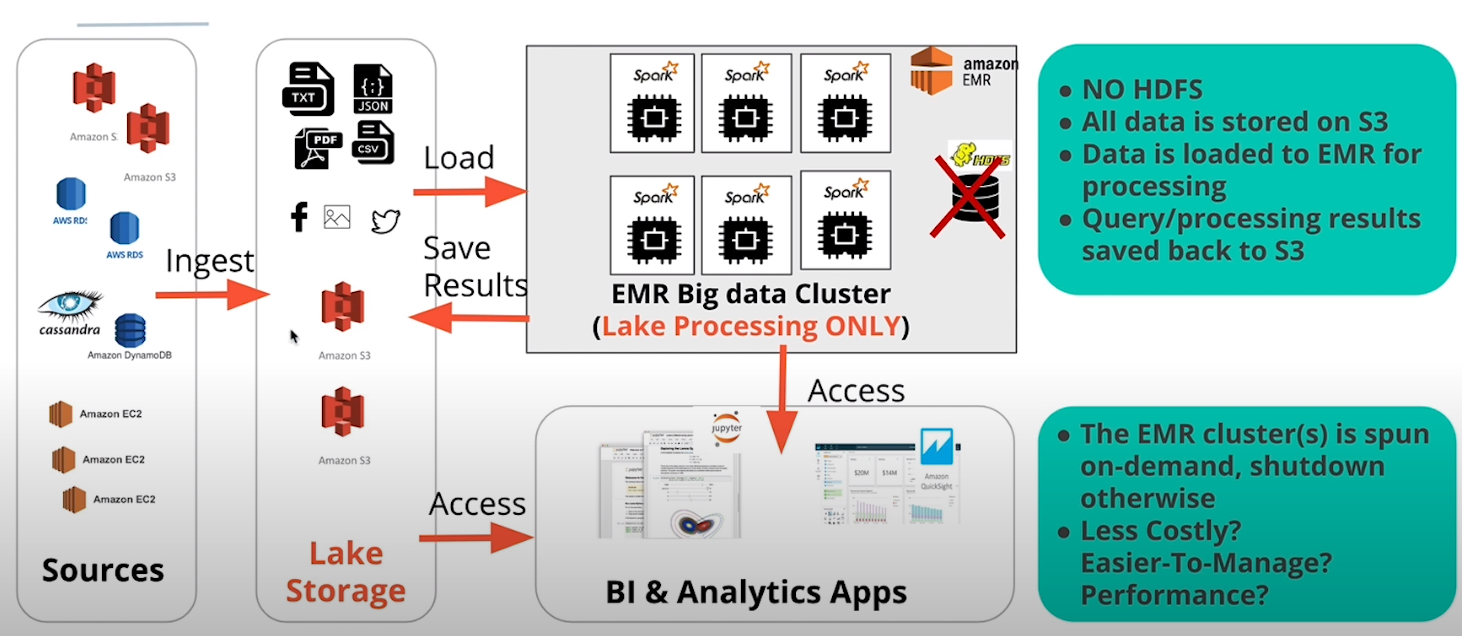 Amazon S
Amazon S3
AWS RD
AWS RDS
cassandra
Amazon DynamoDB
Amazon EC2
Amazon EC2
Amazon EC2
Sources
Ingest
TXT
{:}
JSON
PDF
CSV
Amazon S3
Amazon S3
Lake
Storage
Load
Save
Results
Access
Spark
Spark
Spark
Spark
Spark
Spark
amazon
EMR
EMR Big data Cluster
(Lake Processing ONLY)
Access
jupyter
$20M
$14M
Amazon
QuickSight
BI & Analytics Apps
● NO HDFS
● All data is stored on S3
● Data is loaded to EMR for
processing
● Query/processing results
saved back to S3
● The EMR cluster(s) is spun
on-demand, shutdown
otherwise
● Less Costly?
Easier-To-Manage?
Performance?